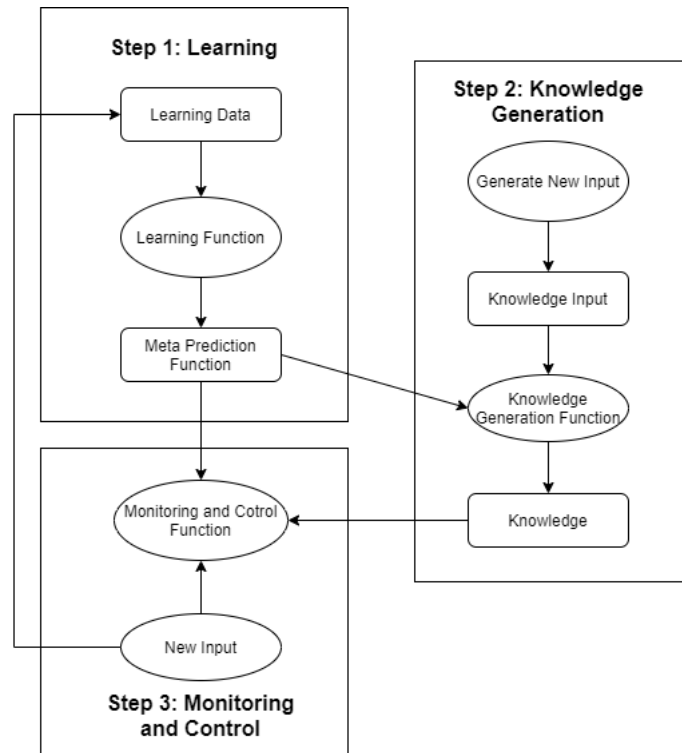 Step 1: Learning
Learning Data
Learning Function
Meta Prediction
Function
Step 2: Knowledge
Generation
Generate New Input
Knowledge Input
Knowledge
Generation Function
Knowledge
Monitoring and Cotrol
Function
New Input
Step 3: Monitoring
and Control